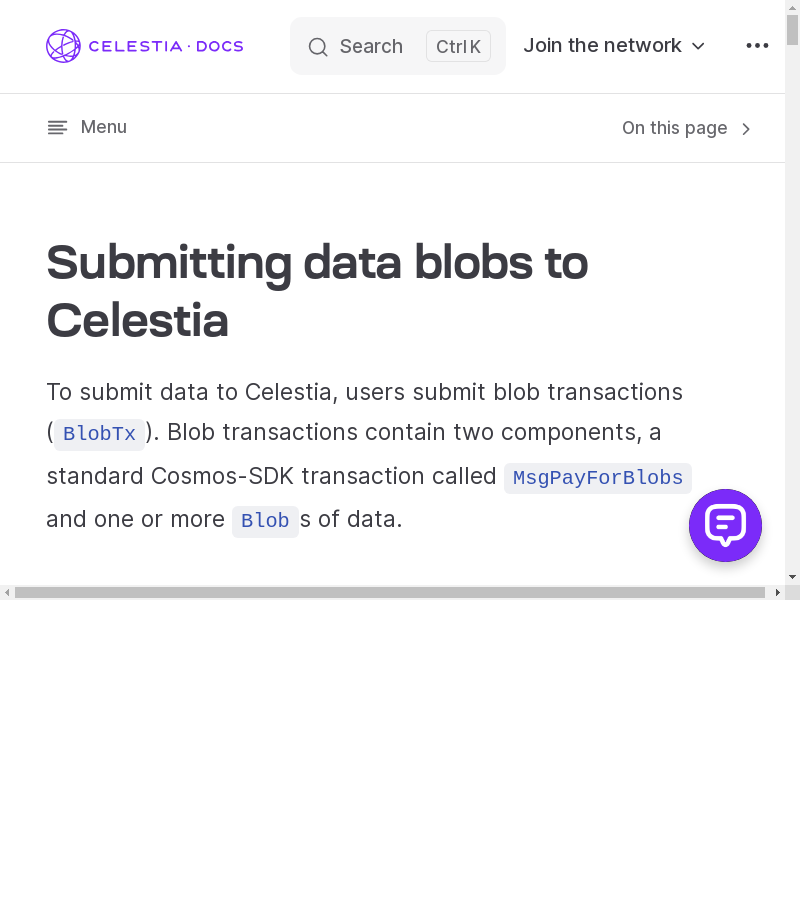 CELESTIA · DOCS
Search
Ctrl K
Join the network
Menu
On this page
Submitting data blobs to
Celestia
To submit data to Celestia, users submit blob transactions
(BlobTx). Blob transactions contain two components, a
standard Cosmos-SDK transaction called MsgPayForBlobs
and one or more Blobs of data.